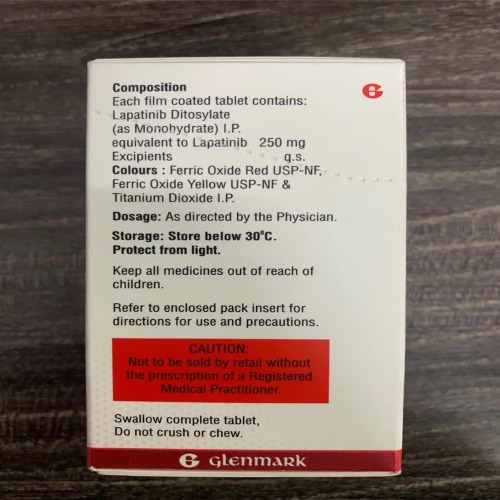 Composition
Each film coated tablet contains:
Lapatinib Ditosylate
(as Monohydrate) I.P.
equivalent to Lapatinib 250 mg
Excipients q.s.
Colours : Ferric Oxide Red USP-NF,
Ferric Oxide Yellow USP-NF &
Titanium Dioxide I.P.
Dosage: As directed by the Physician.
Storage: Store below 30°C.
Protect from light.
Keep all medicines out of reach of
children.
Refer to enclosed pack insert for
directions for use and precautions.
CAUTION:
Not to be sold by retail without
the prescription of a Registered
Medical Practitioner.
Swallow complete tablet,
Do not crush or chew.
G glenmark